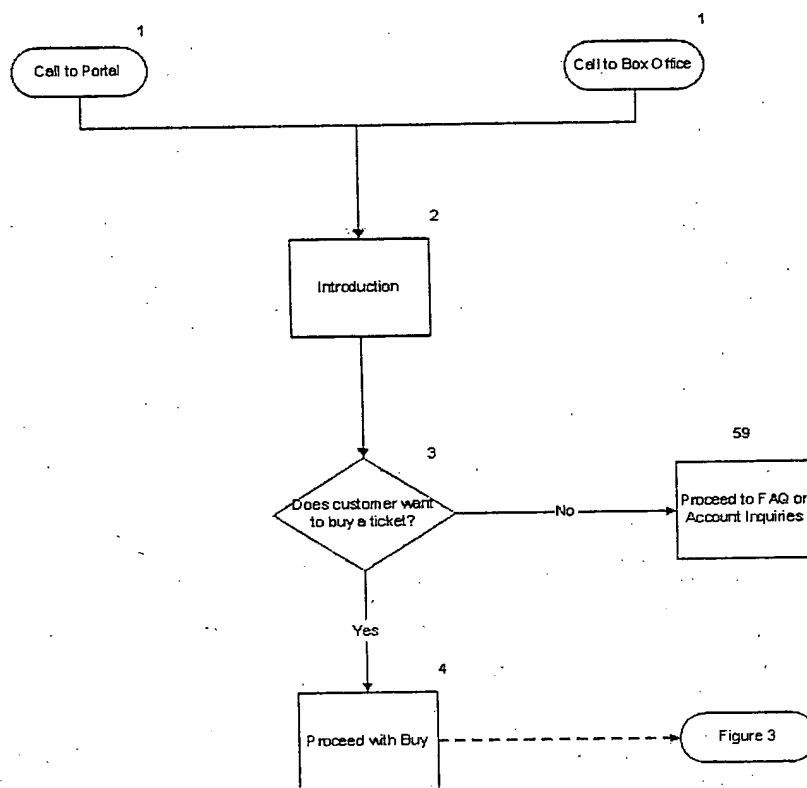 1
1
Call to Portal
Call to Box Office
2
Introduction
3
Does customer want
to buy a ticket?
59
No
Proceed to FAQ or
Account Inquiries
Yes
4
Proceed with Buy
Figure 3